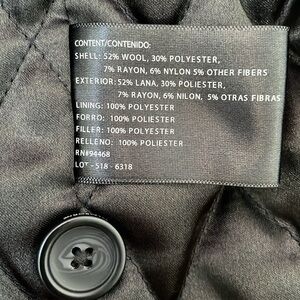 CONTENT/CONTENIDO:
SHELL: 52% WOOL, 30% POLYESTER,
7% RAYON, 6% NYLON 5% OTHER FIBERS
EXTERIOR: 52% LANA, 30% POLIESTER,
7% RAYON, 6% NILON, 5% OTRAS FIBRAS
LINING: 100% POLYESTER
FORRO: 100% POLIESTER
FILLER: 100% POLYESTER
RELLENO: 100% POLIESTER
RN#94468
LOT - 518 - 6318